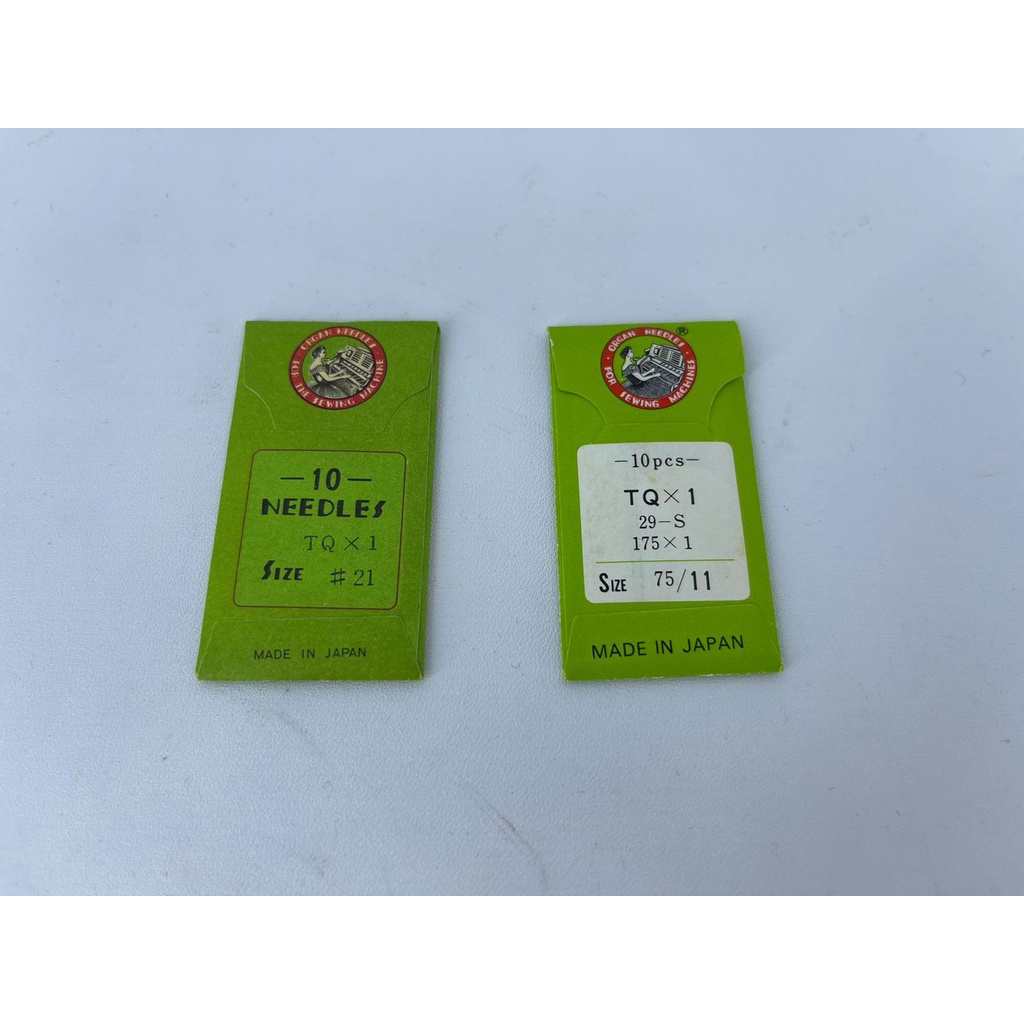 ORGAN NEEDLES
FOR THE SEWING MACHINE
—10—
NEEDLES
TQ×1
SIZE #21
MADE IN JAPAN
ORGAN NEEDLES ®
FOR SEWING MACHINES
—10pcs—
TQ×1
29-S
175×1
SIZE 75/11
MADE IN JAPAN